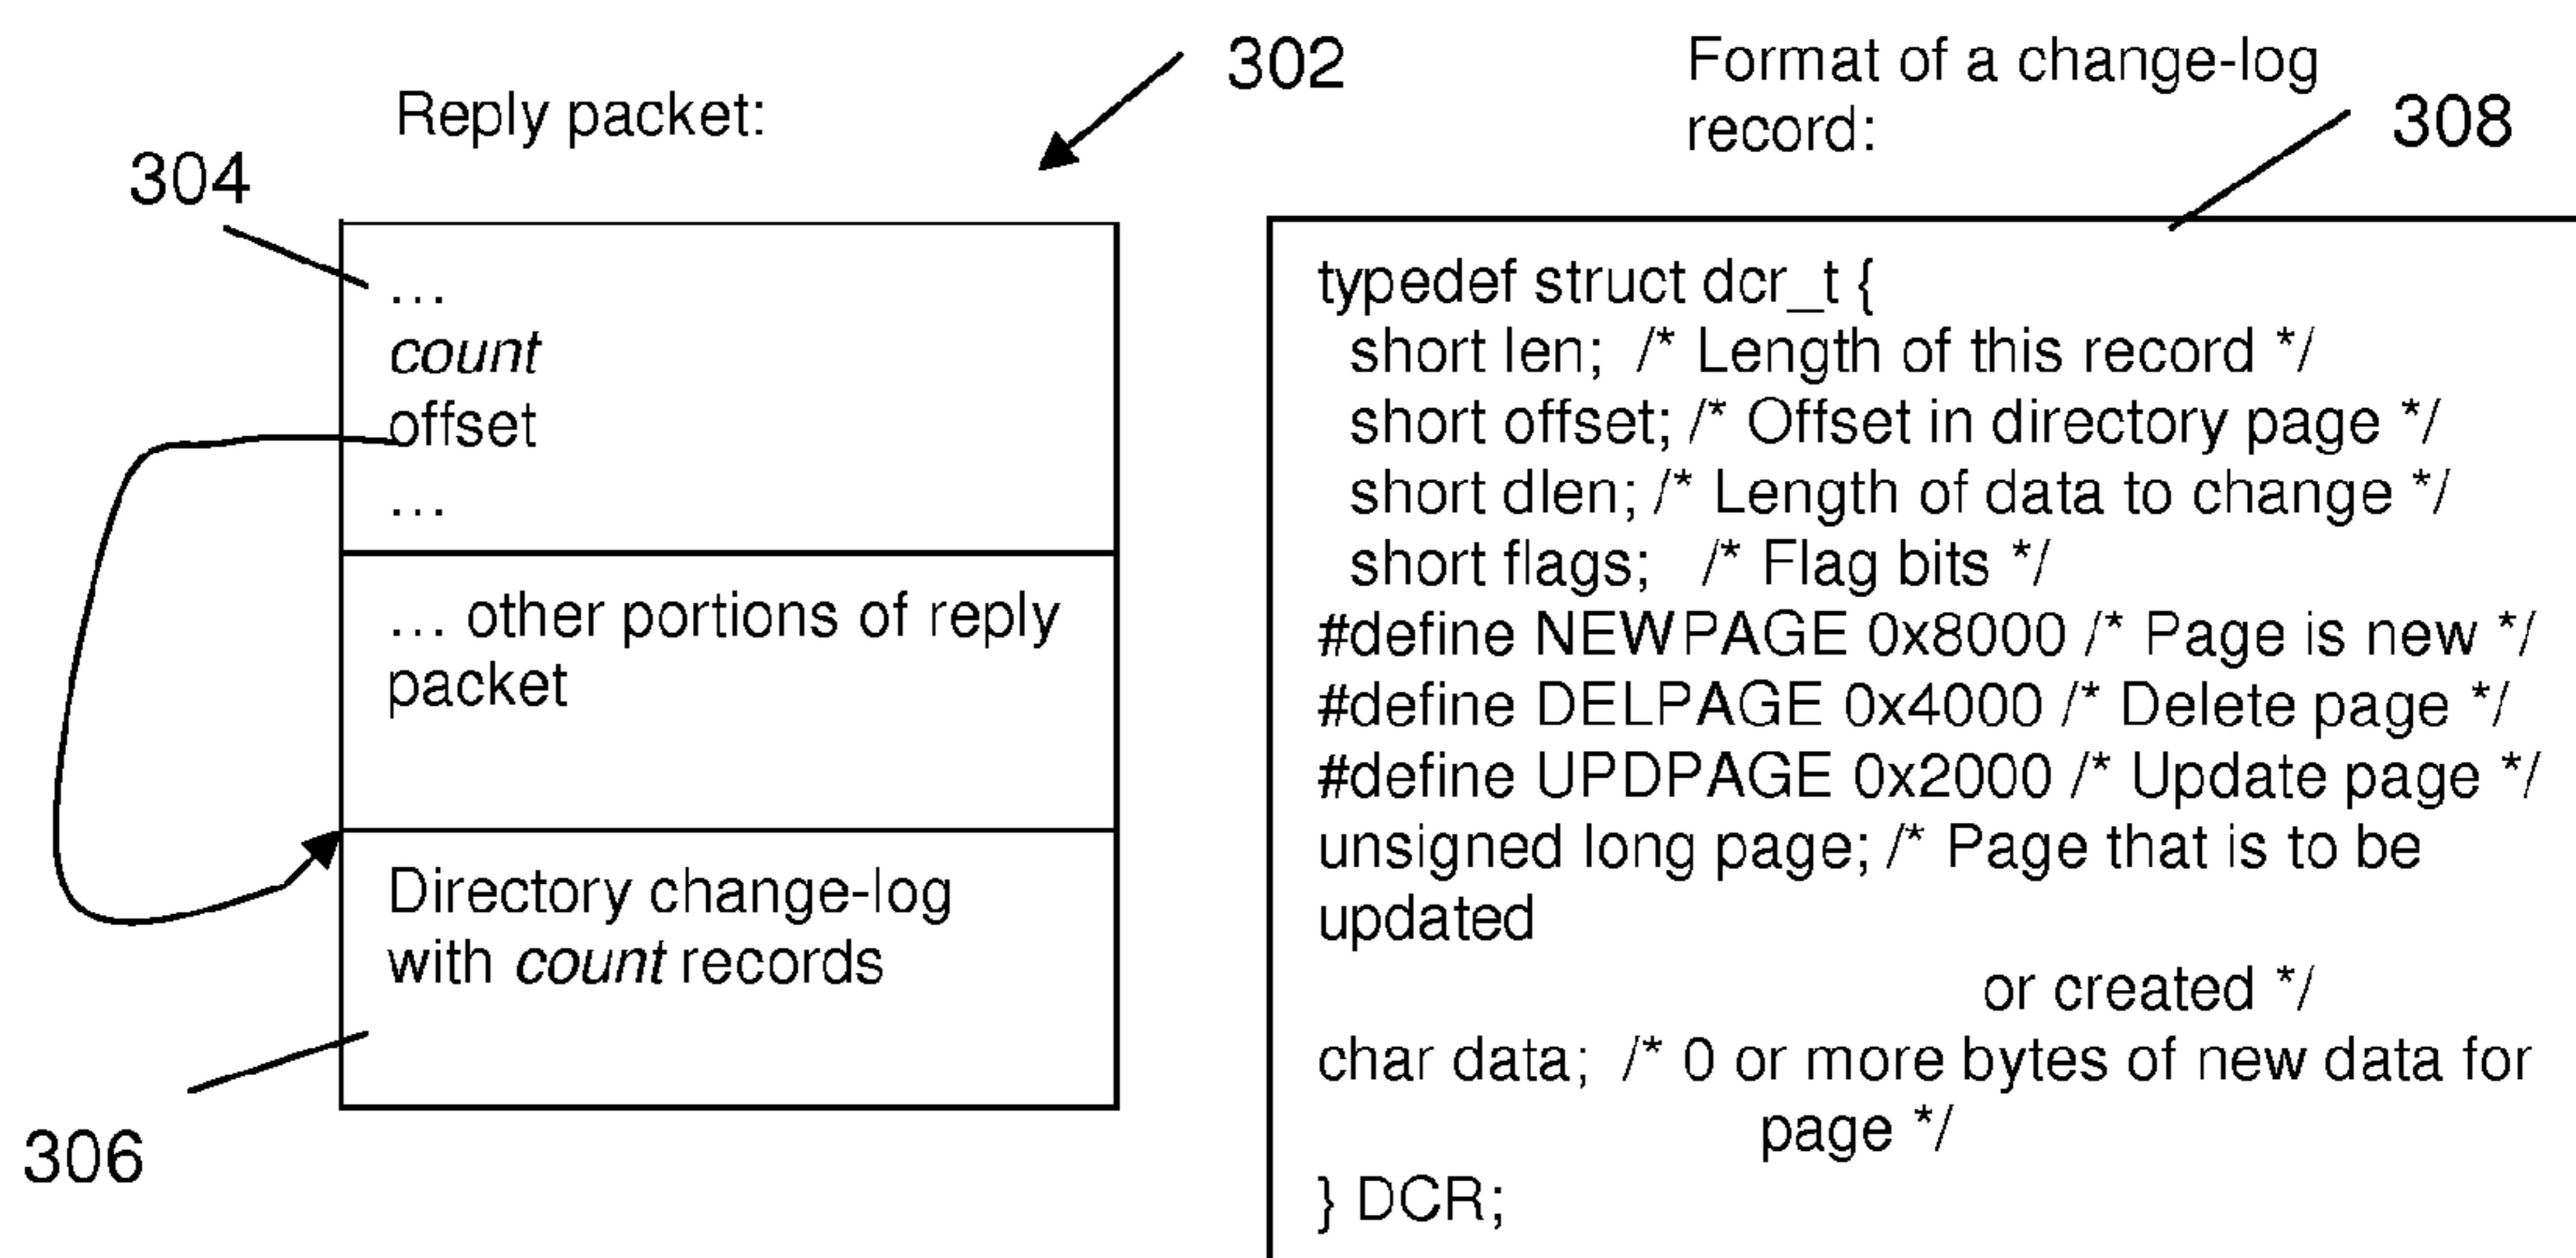 Reply packet:
302
304
…
count
offset
…
… other portions of reply
packet
Directory change-log
with count records
306
Format of a change-log
record:
308
typedef struct dcr_t {
short len; /* Length of this record */
short offset; /* Offset in directory page */
short dlen; /* Length of data to change */
short flags; /* Flag bits */
#define NEWPAGE 0x8000 /* Page is new */
#define DELPAGE 0x4000 /* Delete page */
#define UPDPAGE 0x2000 /* Update page */
unsigned long page; /* Page that is to be
updated
or created */
char data; /* 0 or more bytes of new data for
page */
} DCR;